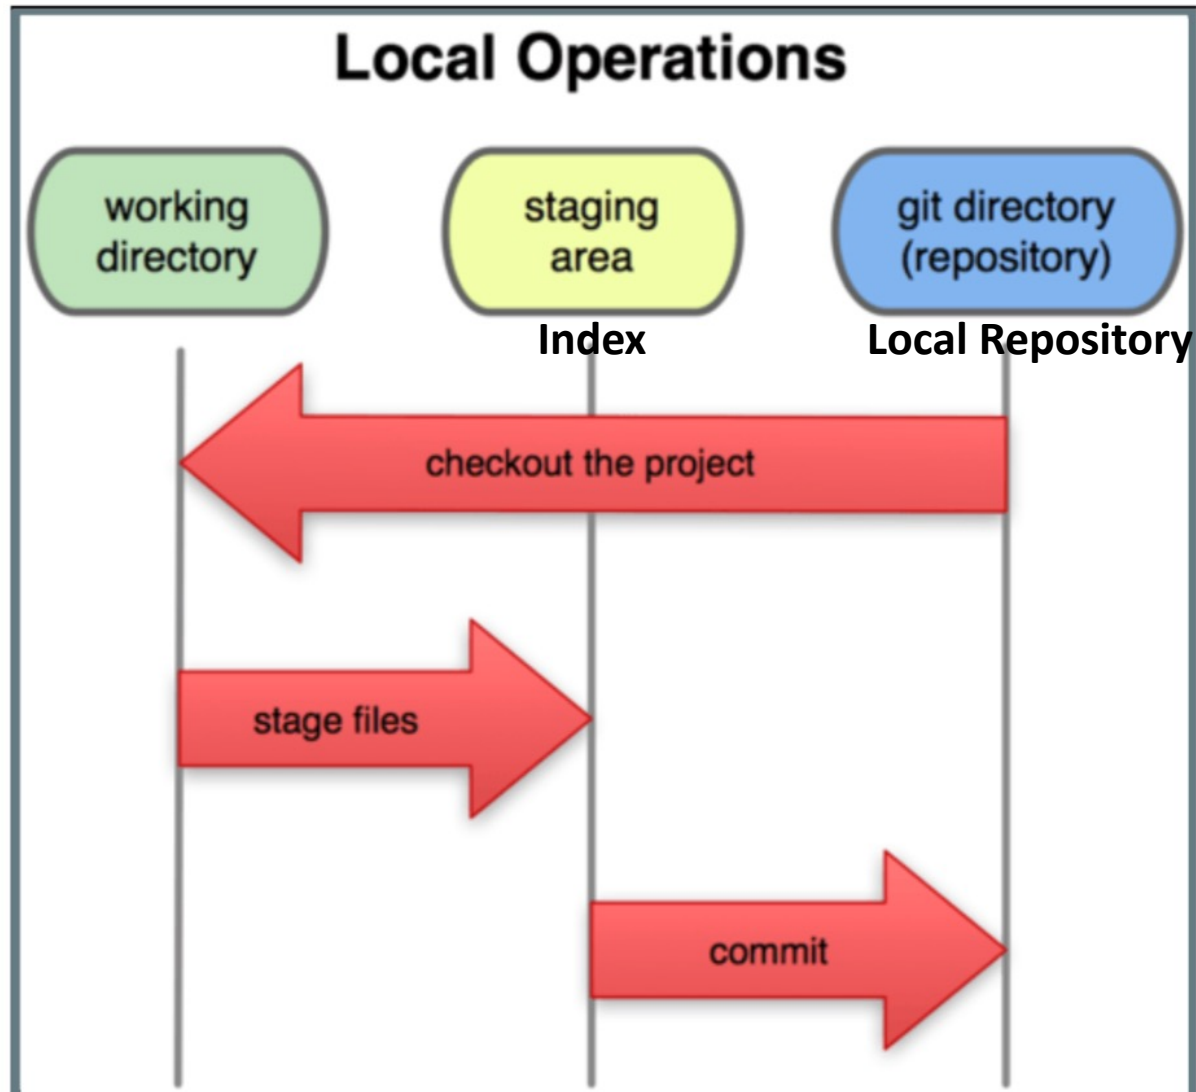 Local Operations
working
directory
staging
area
git directory
(repository)
Index
Local Repository
checkout the project
stage files
commit